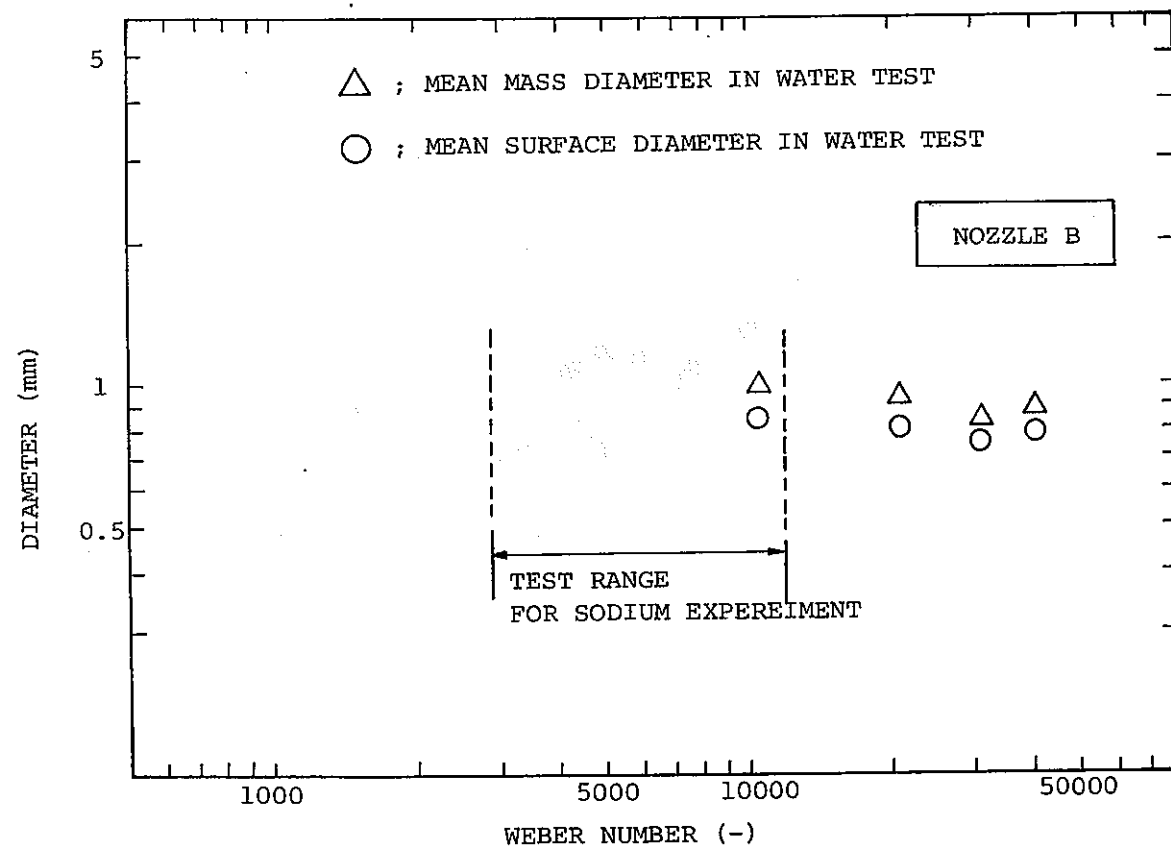 5
; MEAN MASS DIAMETER IN WATER TEST
; MEAN SURFACE DIAMETER IN WATER TEST
NOZZLE B
DIAMETER (mm)
1
0.5
TEST RANGE
FOR SODIUM EXPEREIMENT
1000
5000
10000
50000
WEBER NUMBER (-)